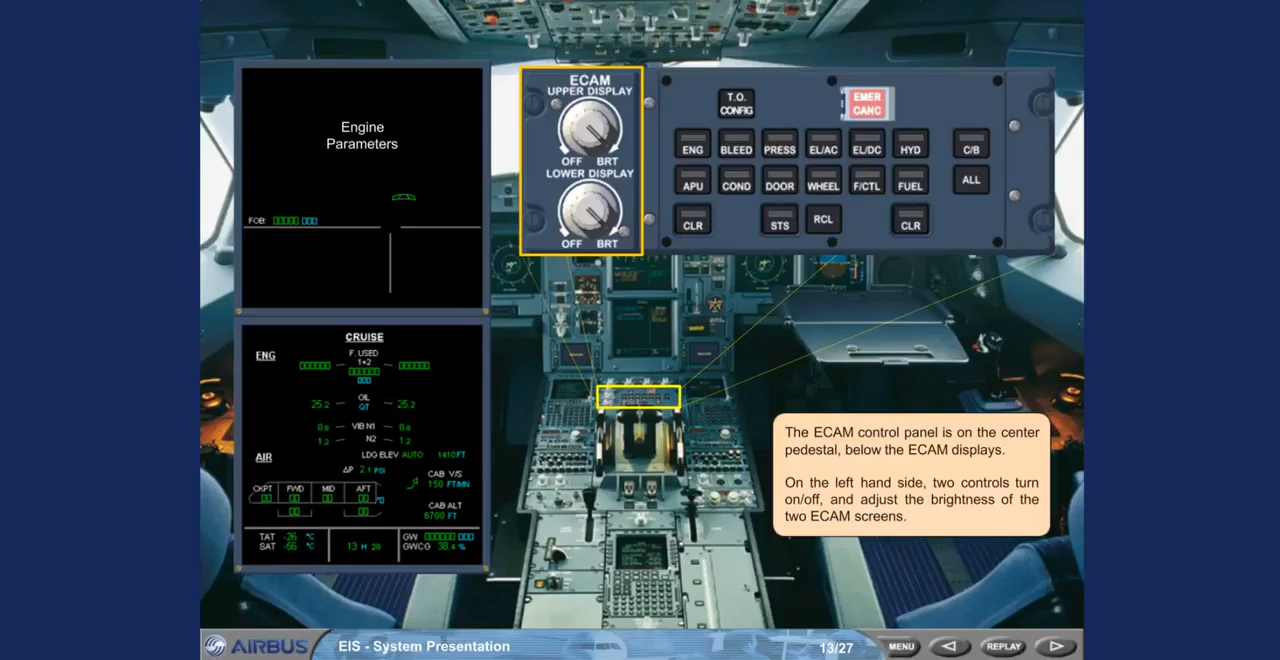 Engine
Parameters
FOB:
CRUISE
ENG
F. USED
1+2
OIL
25.2 QT 25.2
0.8 VIB N1 0.8
1.2 N2 1.2
AIR
LDG ELEV AUTO 1410 FT
ΔP 2.1 PSI
CAB V/S
150 FT/MN
CKPT FWD MID AFT
CAB ALT
6700 FT
TAT -26 °C
SAT -56 °C
13 H 28
GW
GWCG 38.4 %
ECAM
UPPER DISPLAY
OFF BRT
LOWER DISPLAY
OFF BRT
T.O.
CONFIG
EMER
CANC
ENG BLEED PRESS EL/AC EL/DC HYD C/B
APU COND DOOR WHEEL F/CTL FUEL ALL
CLR STS RCL CLR
The ECAM control panel is on the center
pedestal, below the ECAM displays.
On the left hand side, two controls turn
on/off, and adjust the brightness of the
two ECAM screens.
AIRBUS
EIS - System Presentation
13/27
MENU
REPLAY